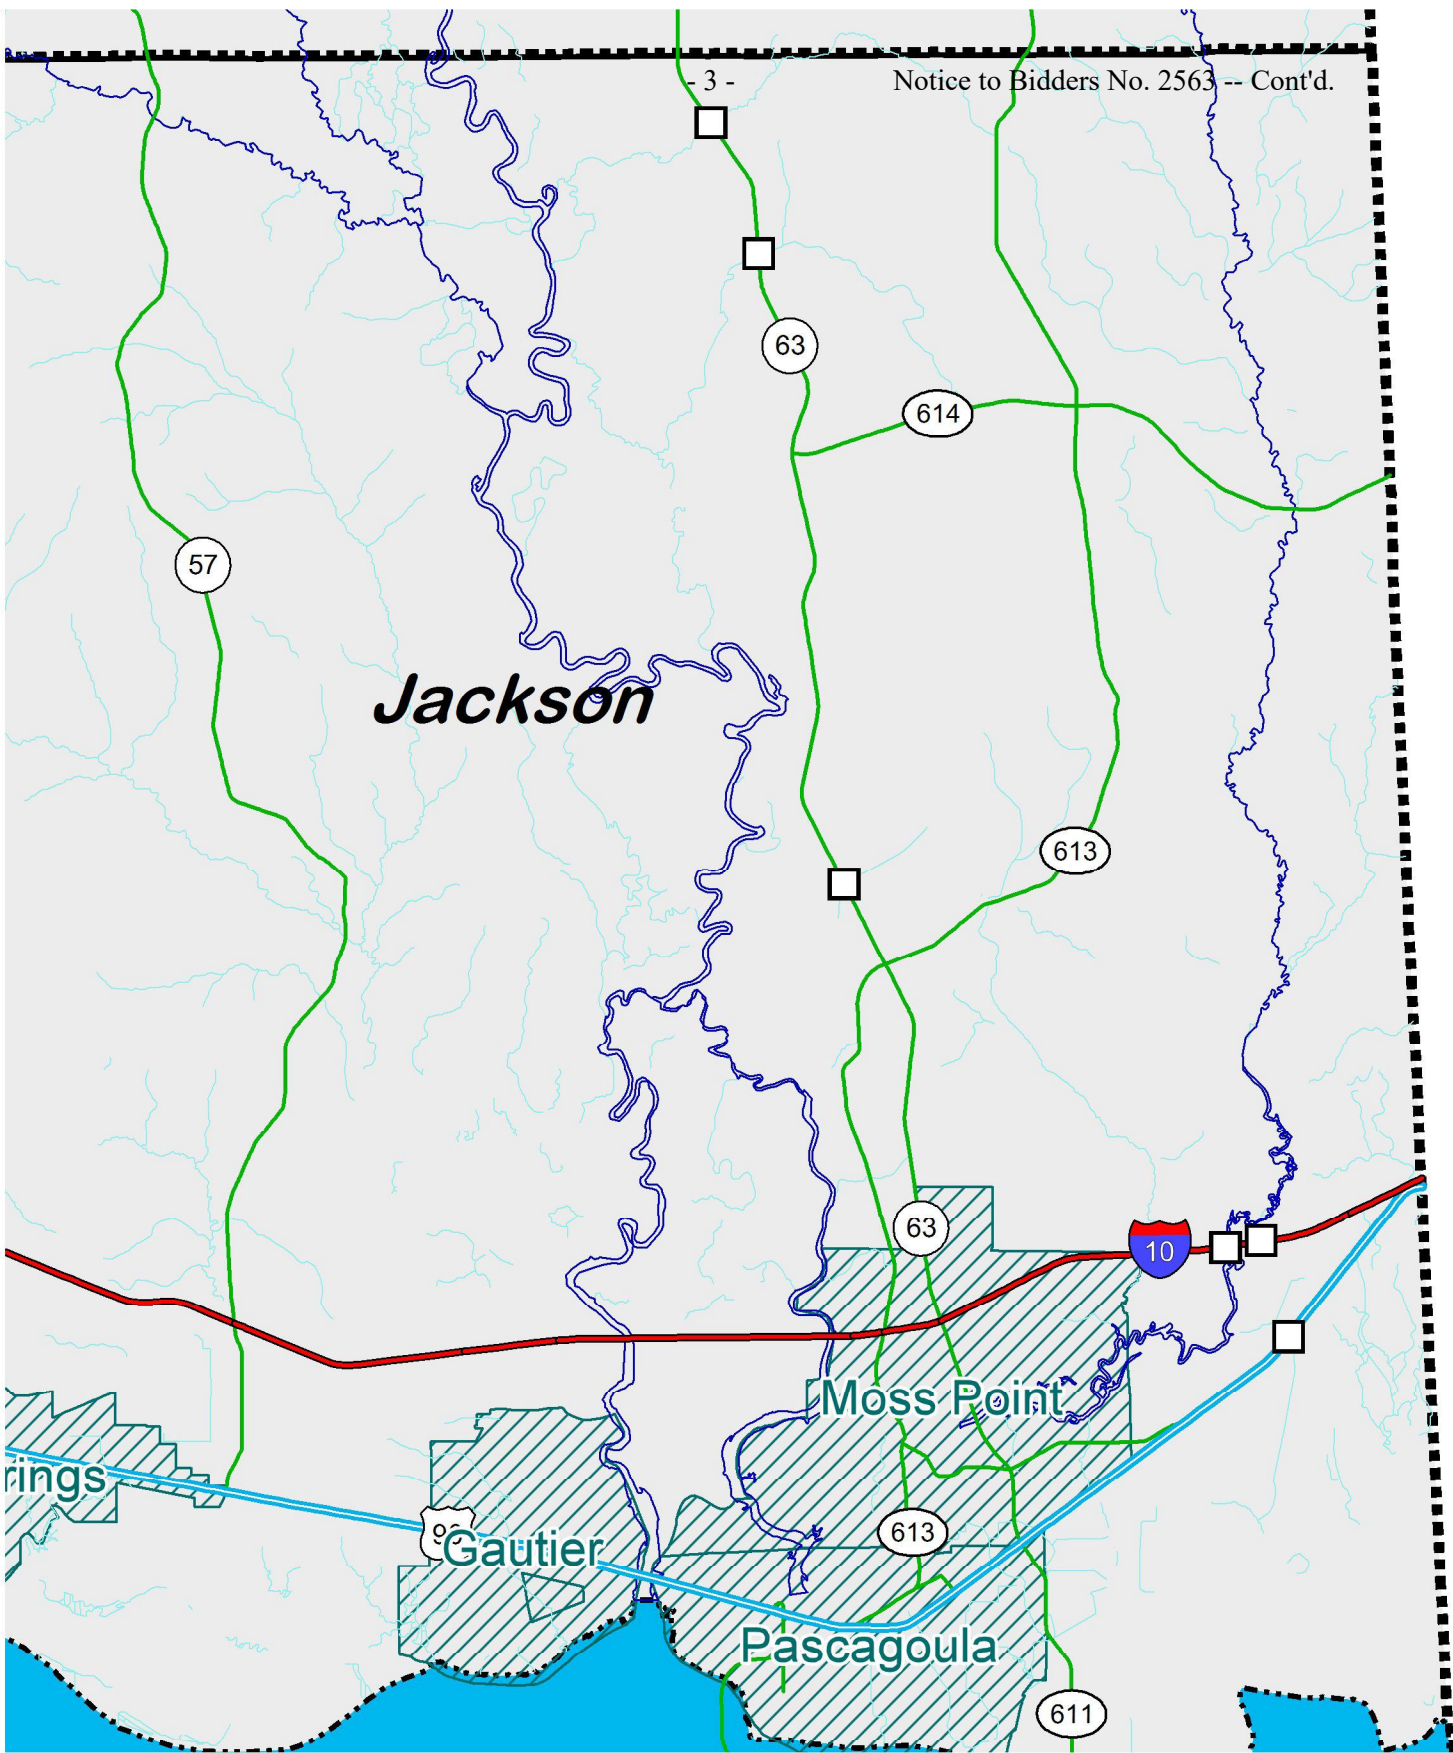 - 3 -
Notice to Bidders No. 2563 -- Cont'd.
63
614
57
Jackson
613
63
10
Moss Point
rings
Gautier
613
Pascagoula
611